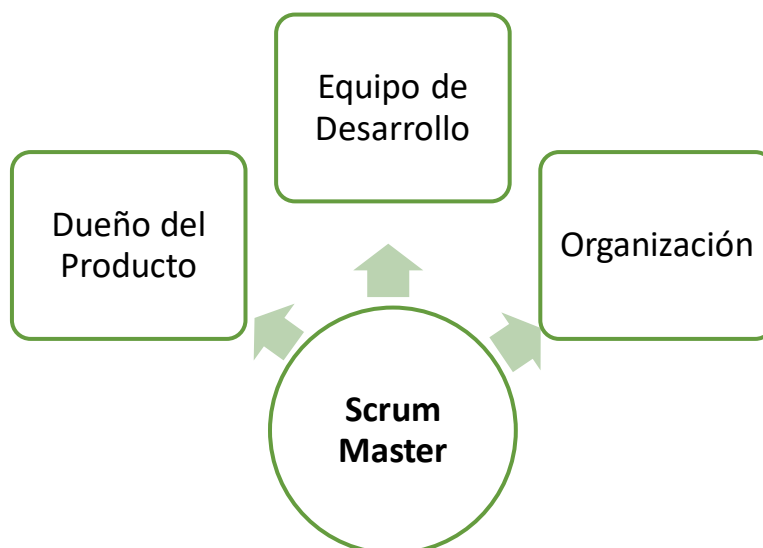 Equipo de
Desarrollo
Dueño del
Producto
Organización
Scrum
Master